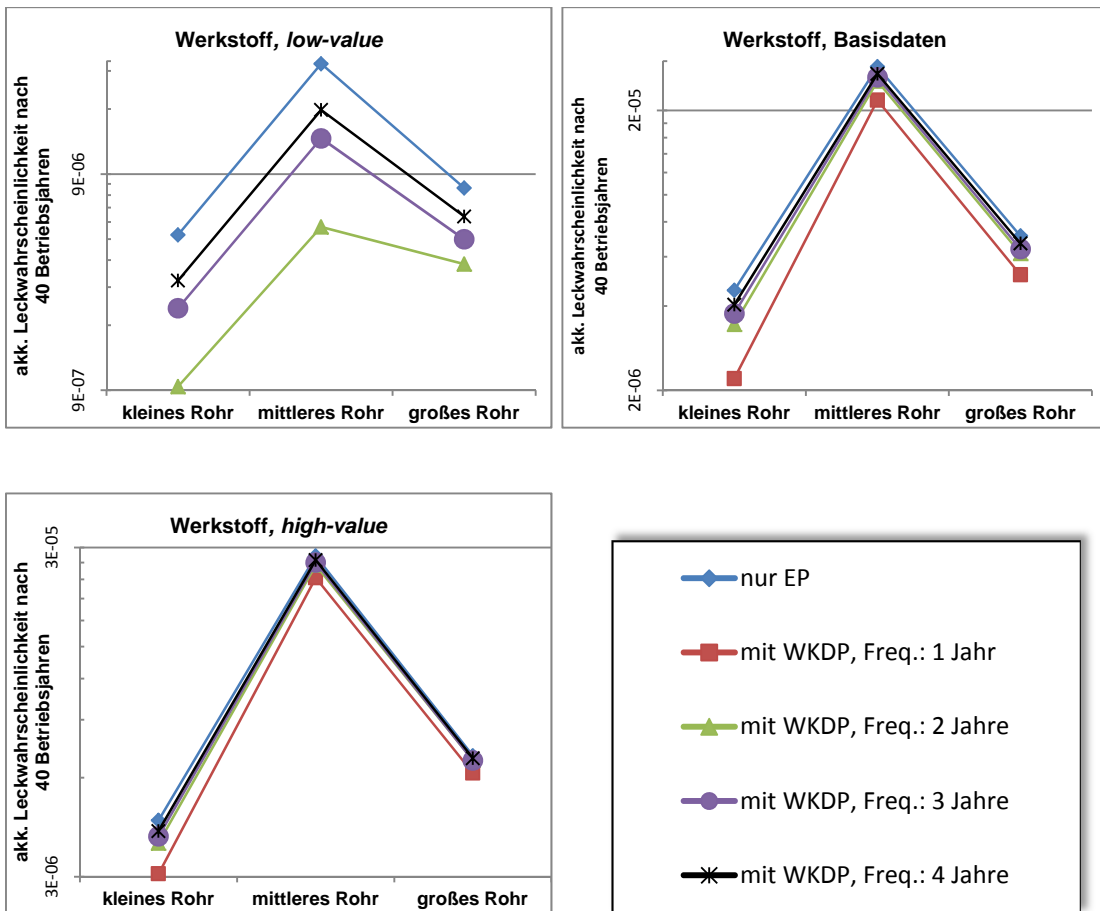 Werkstoff, low-value
akk. Leckwahrscheinlichkeit nach
40 Betriebsjahren
9E-06
9E-07
kleines Rohr mittleres Rohr großes Rohr
Werkstoff, Basisdaten
akk. Leckwahrscheinlichkeit nach
40 Betriebsjahren
2E-05
2E-06
kleines Rohr mittleres Rohr großes Rohr
Werkstoff, high-value
akk. Leckwahrscheinlichkeit nach
40 Betriebsjahren
3E-05
3E-06
kleines Rohr mittleres Rohr großes Rohr
nur EP
mit WKDP, Freq.: 1 Jahr
mit WKDP, Freq.: 2 Jahre
mit WKDP, Freq.: 3 Jahre
mit WKDP, Freq.: 4 Jahre